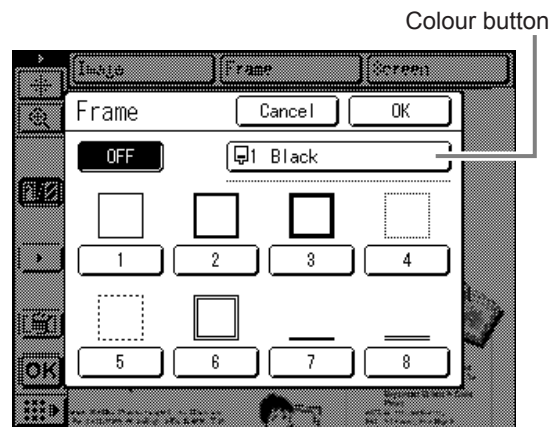 Colour button
Image Frame Screen
Frame Cancel OK
OFF 1 Black
1 2 3 4
5 6 7 8
OK